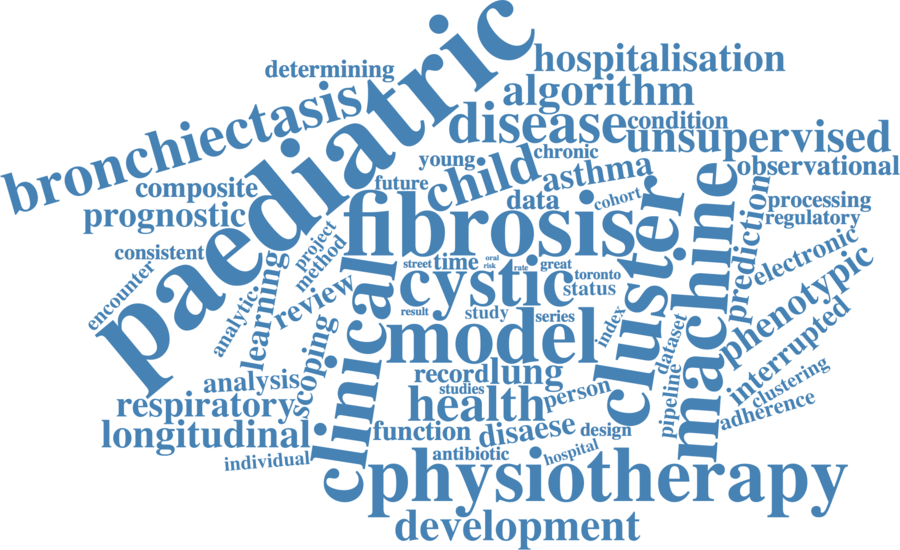 paediatric
hospitalisation
determining
algorithm
bronchiectasis
disease
condition
unsupervised
young
chronic
observational
composite
future
child
asthma
prognostic
data
cohort
processing
regulatory
fibrosis
cluster
machine
prediction
consistent
project
method
street
time
oral
risk
rate
great
toronto
electronic
encounter
learning
review
cystic
status
phenotypic
analytic
clinical
result
study
series
index
model
dataset
interrupted
scoping
record
lung
clustering
analysis
studies
person
pipeline
adherence
respiratory
health
longitudinal
function
disaese
design
individual
antibiotic
hospital
physiotherapy
development